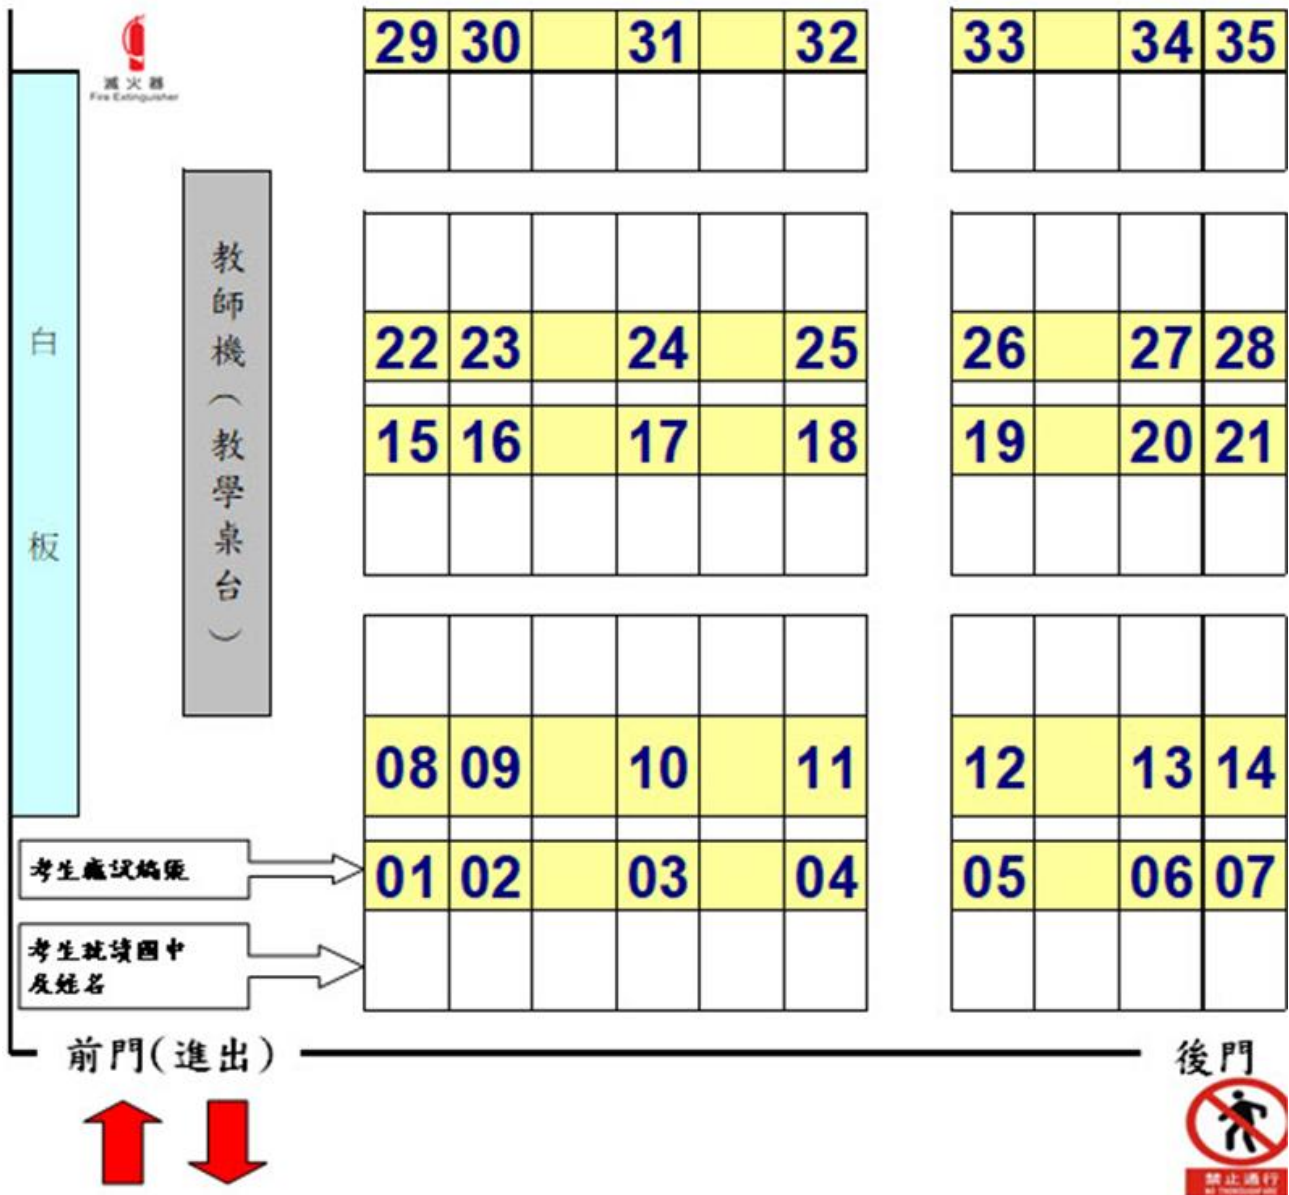 滅火器
Fire Extinguisher
29 30 31 32 33 34 35
白板
教師機(教學桌台)
22 23 24 25 26 27 28
15 16 17 18 19 20 21
08 09 10 11 12 13 14
考生應試編號
01 02 03 04 05 06 07
考生就讀國中
及姓名
前門(進出)
後門
禁止通行
NO THOROUGHFARE